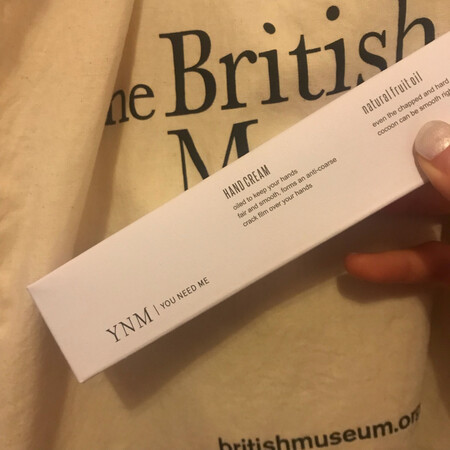 he British
M
natural fruit oil
even the chapped and hard
cocoon can be smooth
HAND CREAM
oiled to keep your hands
fair and smooth, forms an anti-coarse
crack film over your hands
YNM | YOU NEED ME
britishmuseum.org